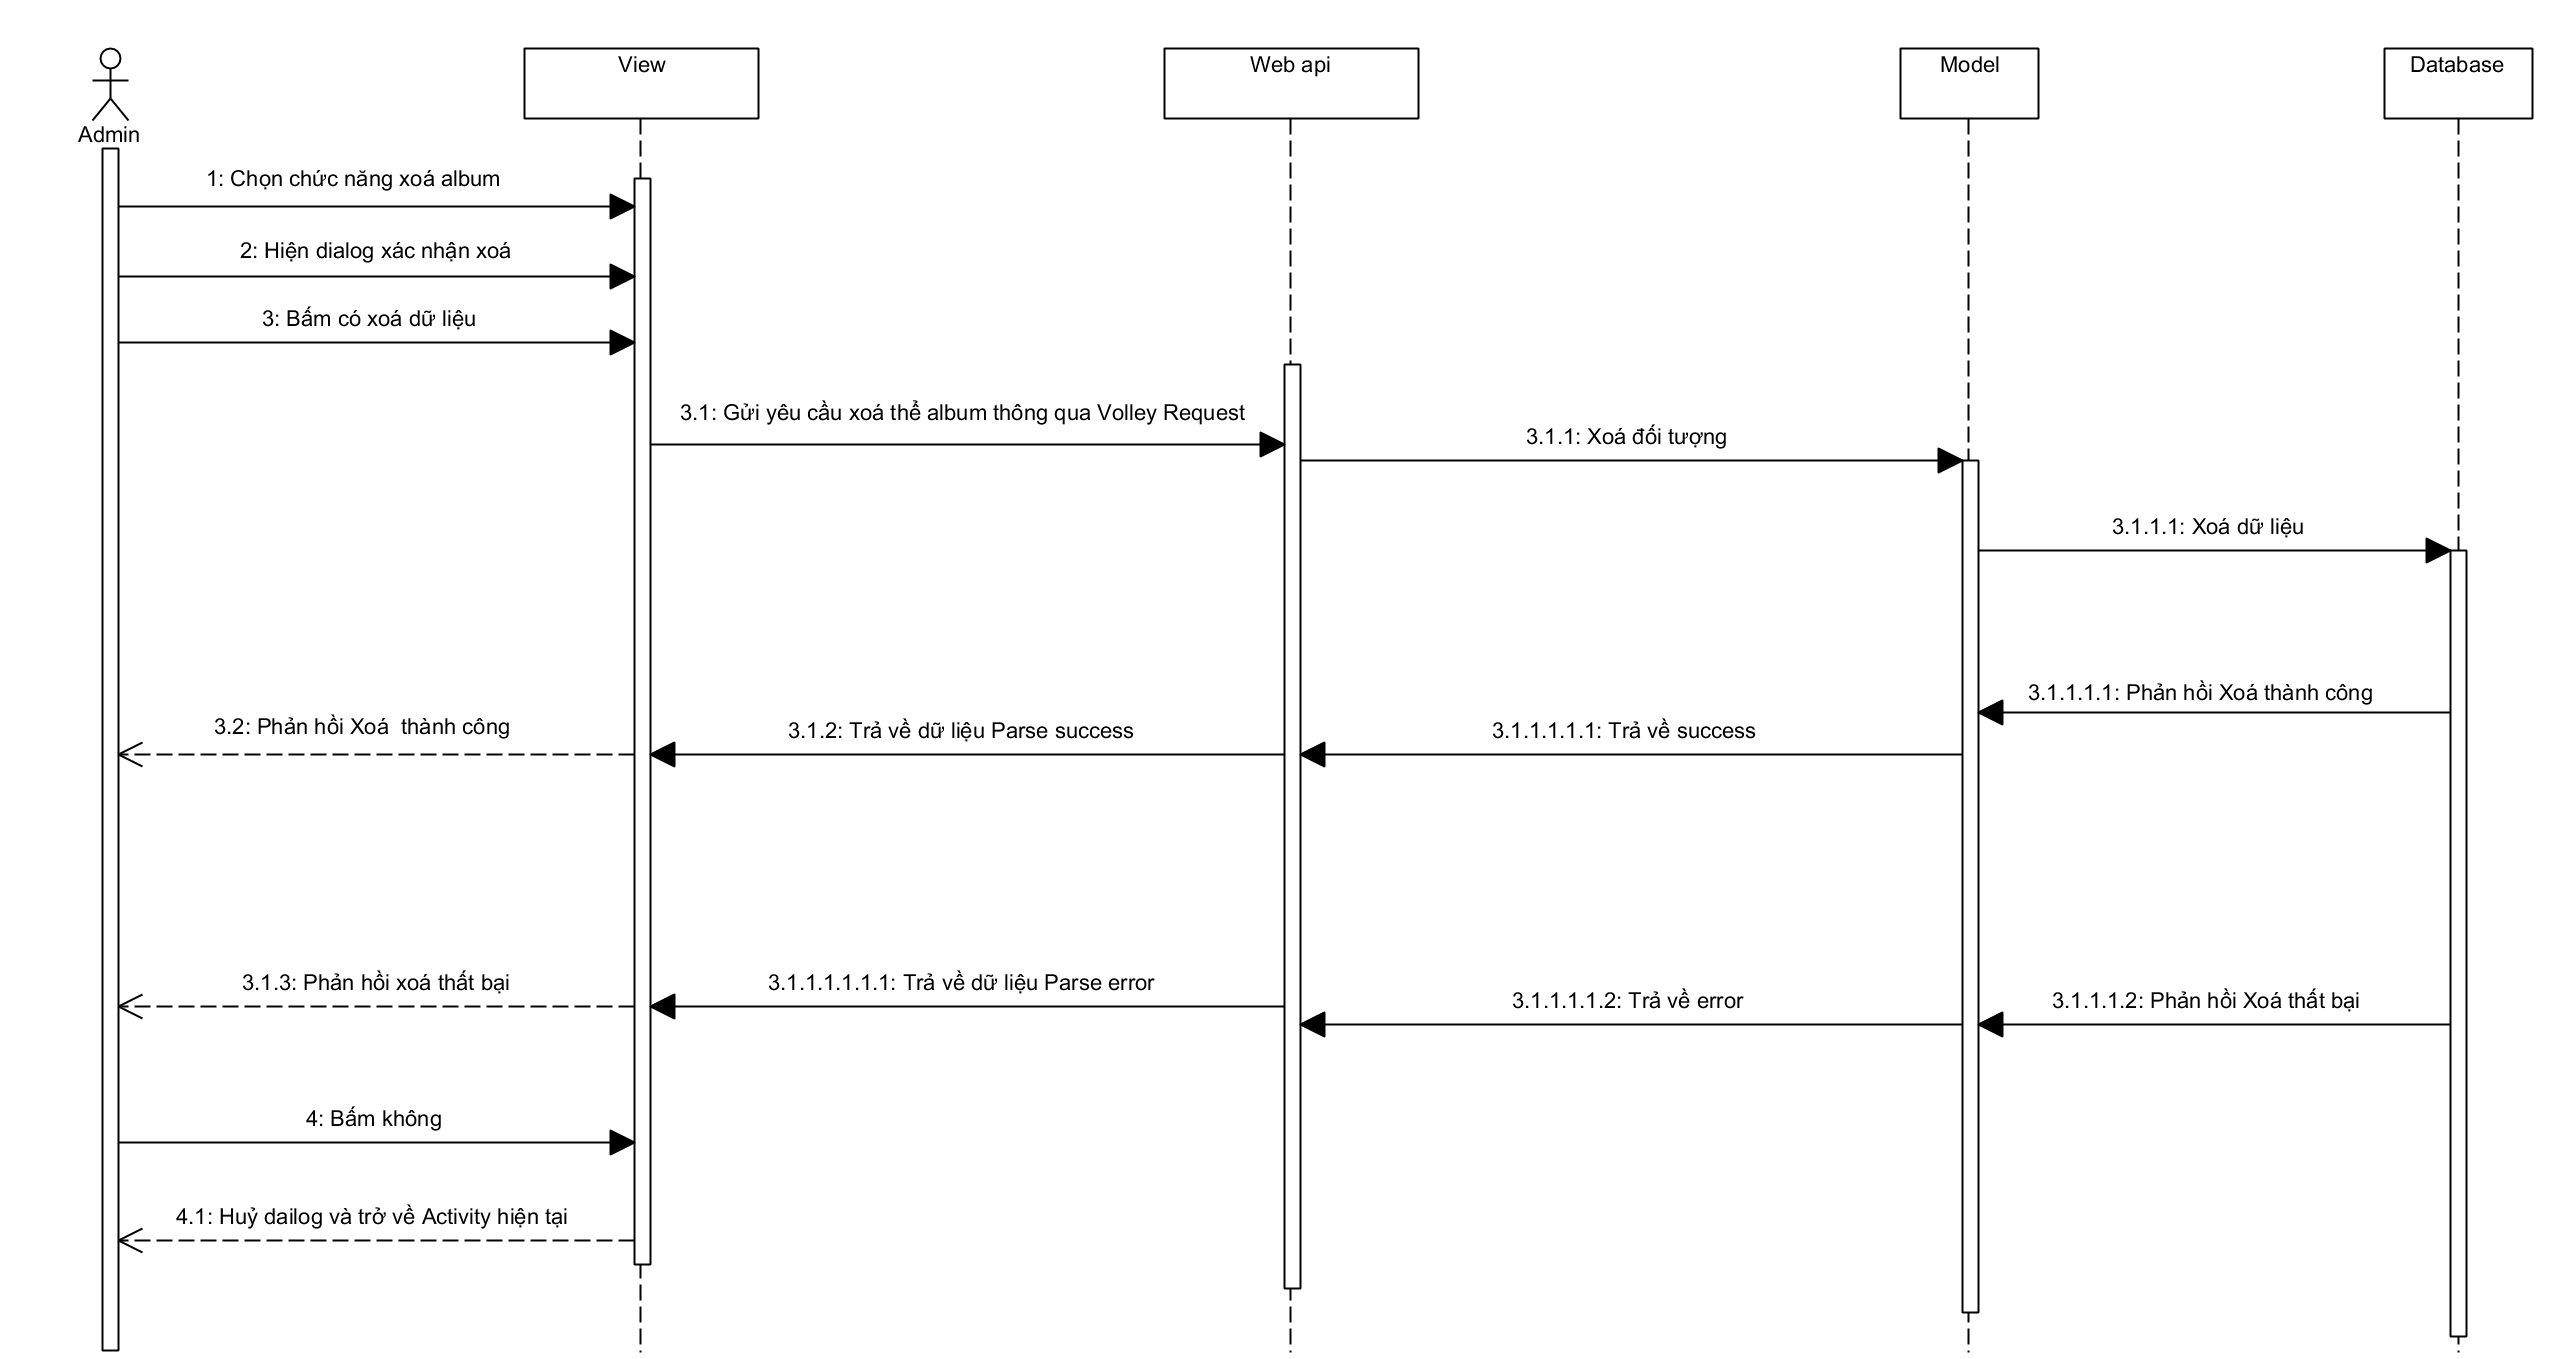 View
Web api
Model
Database
Admin
1: Chọn chức năng xoá album
2: Hiện dialog xác nhận xoá
3: Bấm có xoá dữ liệu
3.1: Gửi yêu cầu xoá thể album thông qua Volley Request
3.1.1: Xoá đối tượng
3.1.1.1: Xoá dữ liệu
3.1.1.1.1: Phản hồi Xoá thành công
3.2: Phản hồi Xoá  thành công
3.1.2: Trả về dữ liệu Parse success
3.1.1.1.1.1: Trả về success
3.1.3: Phản hồi xoá thất bại
3.1.1.1.1.1.1: Trả về dữ liệu Parse error
3.1.1.1.1.2: Trả về error
3.1.1.1.2: Phản hồi Xoá thất bại
4: Bấm không
4.1: Huỷ dailog và trở về Activity hiện tại